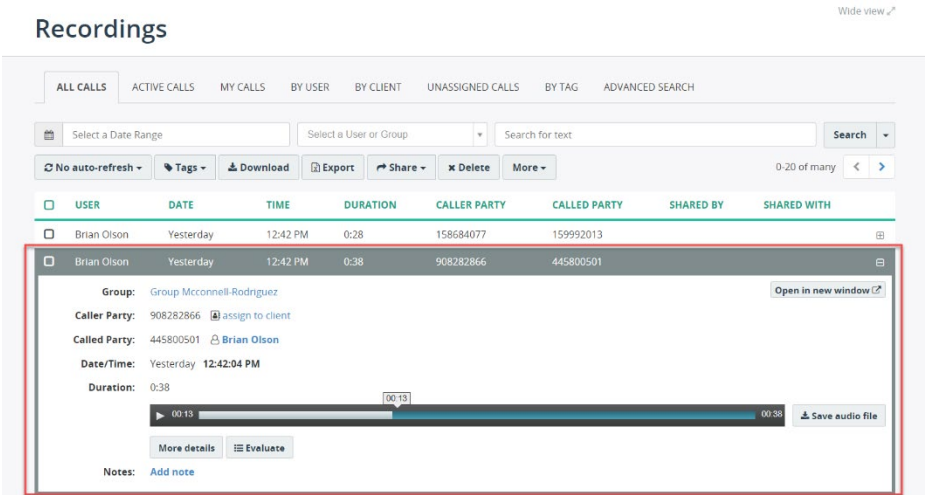 Wide view
Recordings
ALL CALLS ACTIVE CALLS MY CALLS BY USER BY CLIENT UNASSIGNED CALLS BY TAG ADVANCED SEARCH
Select a Date Range Select a User or Group Search for text Search
No auto-refresh Tags Download Export Share Delete More 0-20 of many
USER DATE TIME DURATION CALLER PARTY CALLED PARTY SHARED BY SHARED WITH
Brian Olson Yesterday 12:42 PM 0:28 158684077 159992013
Brian Olson Yesterday 12:42 PM 0:38 908282866 445800501
Group: Group Mcconnell-Rodriguez Open in new window
Caller Party: 908282866 assign to client
Called Party: 445800501 Brian Olson
Date/Time: Yesterday 12:42:04 PM
Duration: 0:38
00:13
00:13 00:38 Save audio file
More details Evaluate
Notes: Add note